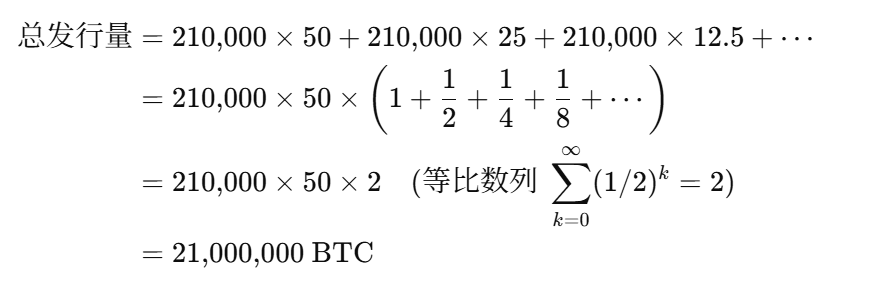 总发行量 = 210,000 × 50 + 210,000 × 25 + 210,000 × 12.5 + ⋯
= 210,000 × 50 × (1 + 1/2 + 1/4 + 1/8 + ⋯)
= 210,000 × 50 × 2 (等比数列 ∑_{k=0}^{∞}(1/2)^k = 2)
= 21,000,000 BTC